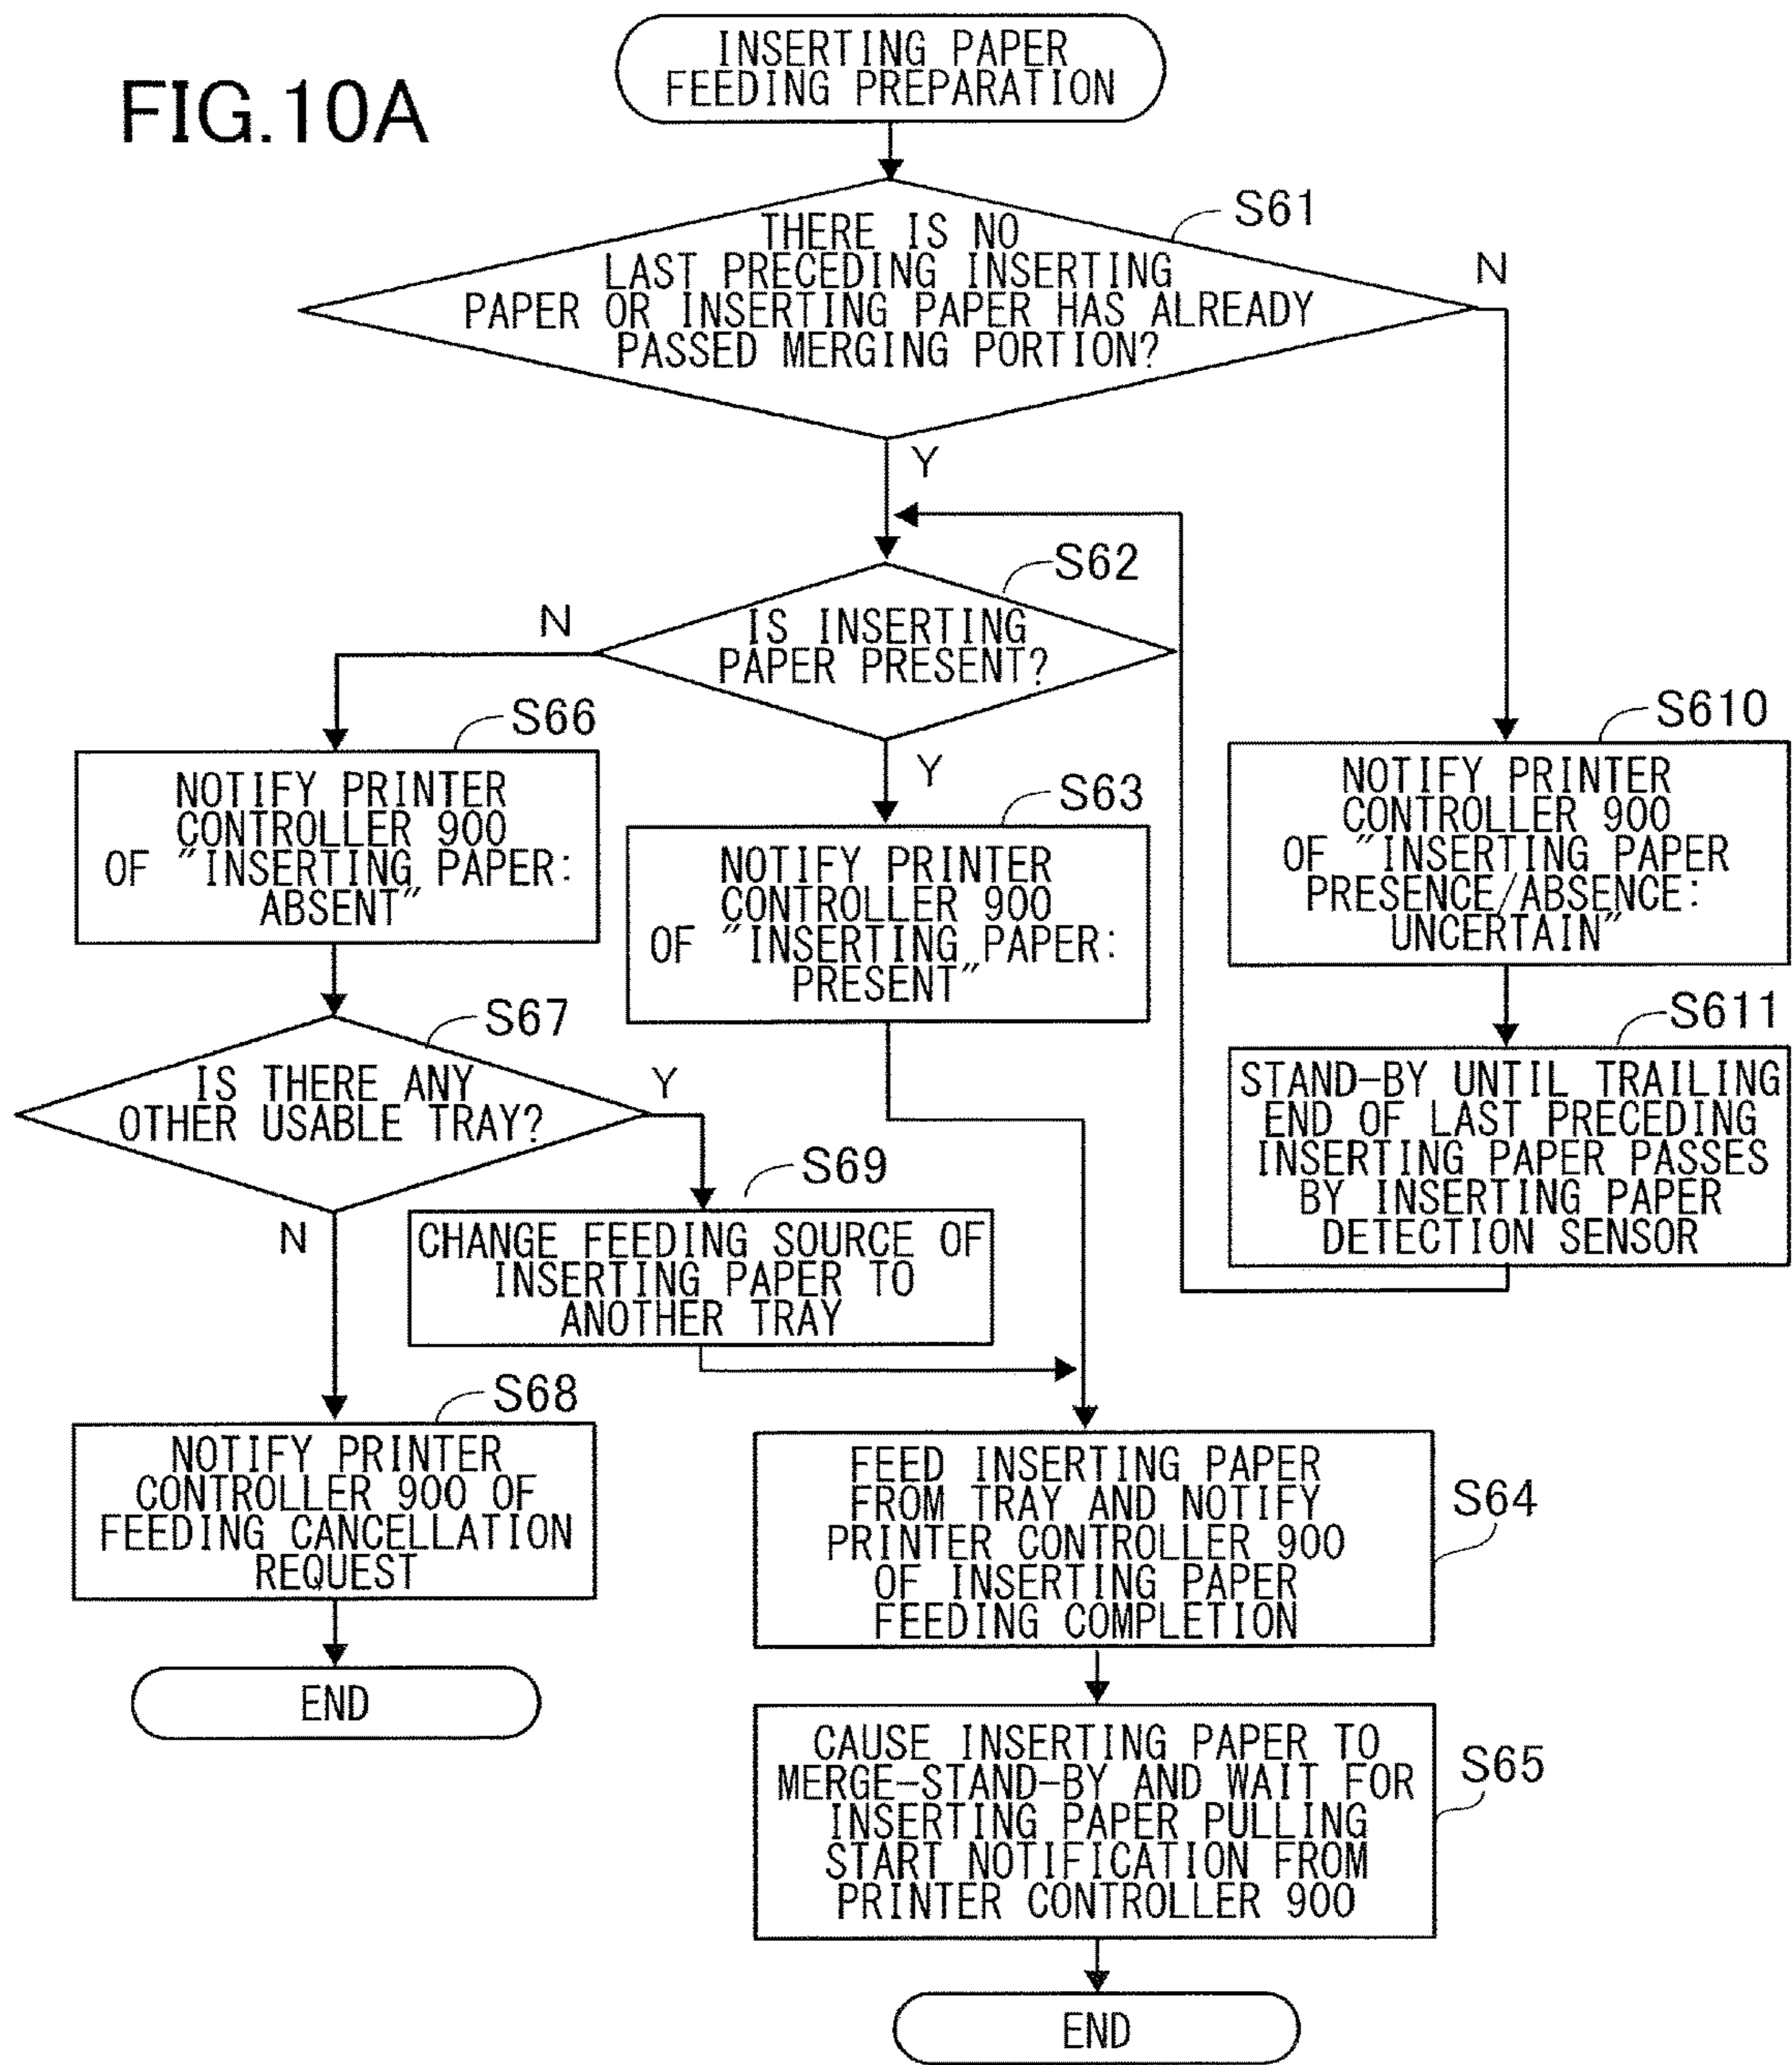 FIG.10A
INSERTING PAPER
FEEDING PREPARATION
S61
THERE IS NO
LAST PRECEDING INSERTING
PAPER OR INSERTING PAPER HAS ALREADY
PASSED MERGING PORTION?
N
Y
S62
IS INSERTING
PAPER PRESENT?
N
Y
S66
NOTIFY PRINTER
CONTROLLER 900
OF "INSERTING PAPER:
ABSENT"
S63
NOTIFY PRINTER
CONTROLLER 900
OF "INSERTING PAPER:
PRESENT"
S610
NOTIFY PRINTER
CONTROLLER 900
OF "INSERTING PAPER
PRESENCE/ABSENCE:
UNCERTAIN"
S67
IS THERE ANY
OTHER USABLE TRAY?
Y
N
S611
STAND-BY UNTIL TRAILING
END OF LAST PRECEDING
INSERTING PAPER PASSES
BY INSERTING PAPER
DETECTION SENSOR
S69
CHANGE FEEDING SOURCE OF
INSERTING PAPER TO
ANOTHER TRAY
S68
NOTIFY PRINTER
CONTROLLER 900 OF
FEEDING CANCELLATION
REQUEST
END
S64
FEED INSERTING PAPER
FROM TRAY AND NOTIFY
PRINTER CONTROLLER 900
OF INSERTING PAPER
FEEDING COMPLETION
S65
CAUSE INSERTING PAPER TO
MERGE-STAND-BY AND WAIT FOR
INSERTING PAPER PULLING
START NOTIFICATION FROM
PRINTER CONTROLLER 900
END